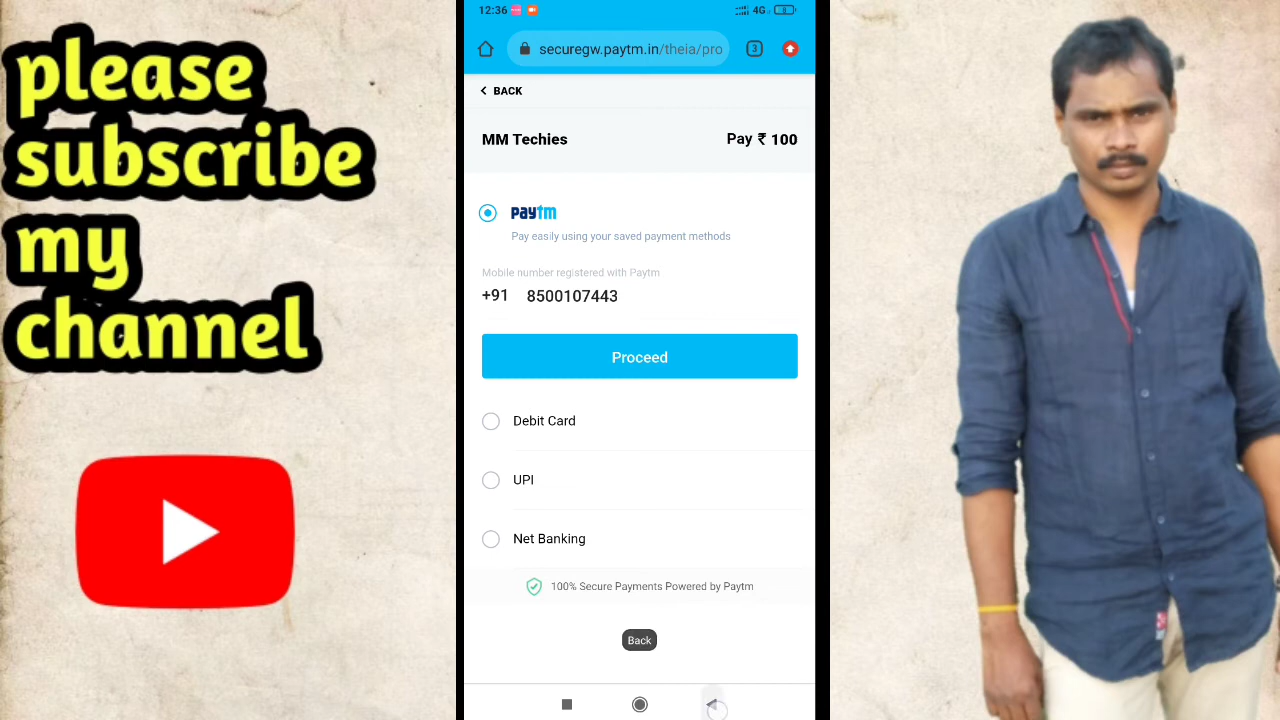 please
subscribe
my
channel
12:36
4G
securegw.paytm.in/theia/pro
3
BACK
MM Techies
Pay ₹ 100
paytm
Pay easily using your saved payment methods
Mobile number registered with Paytm
+91 8500107443
Proceed
Debit Card
UPI
Net Banking
100% Secure Payments Powered by Paytm
Back